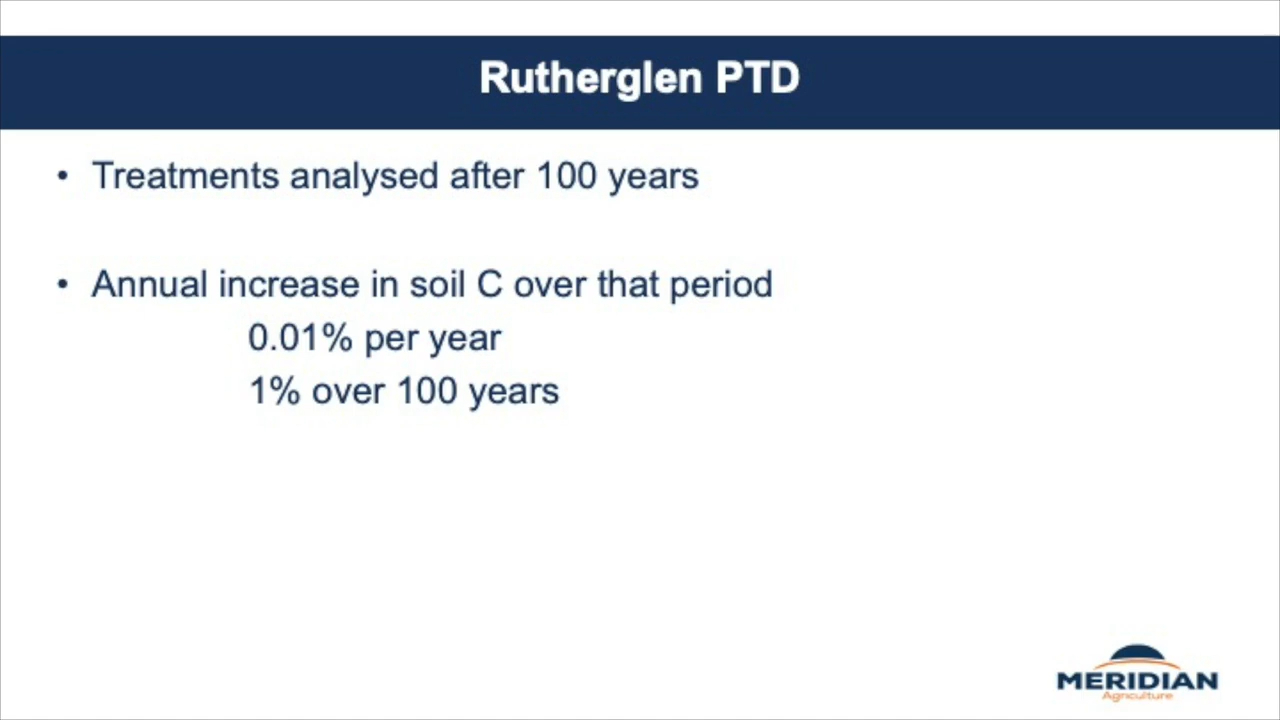 Rutherglen PTD
• Treatments analysed after 100 years
• Annual increase in soil C over that period
0.01% per year
1% over 100 years
MERIDIAN
Agriculture